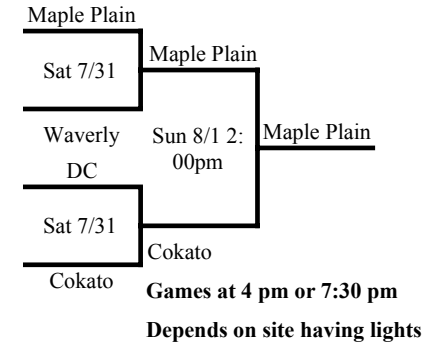 Maple Plain
Maple Plain
Sat 7/31
Waverly
Sun 8/1 2:
00pm
Maple Plain
DC
Sat 7/31
Cokato
Cokato
Games at 4 pm or 7:30 pm
Depends on site having lights